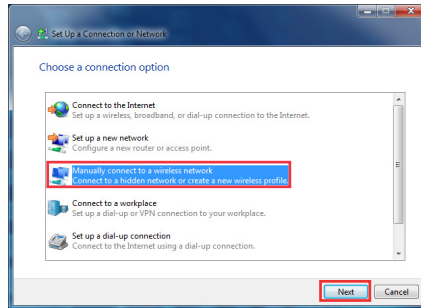 Set Up a Connection or Network
Choose a connection option
Connect to the Internet
Set up a wireless, broadband, or dial-up connection to the Internet.
Set up a new network
Configure a new router or access point.
Manually connect to a wireless network
Connect to a hidden network or create a new wireless profile.
Connect to a workplace
Set up a dial-up or VPN connection to your workplace.
Set up a dial-up connection
Connect to the Internet using a dial-up connection.
Next
Cancel